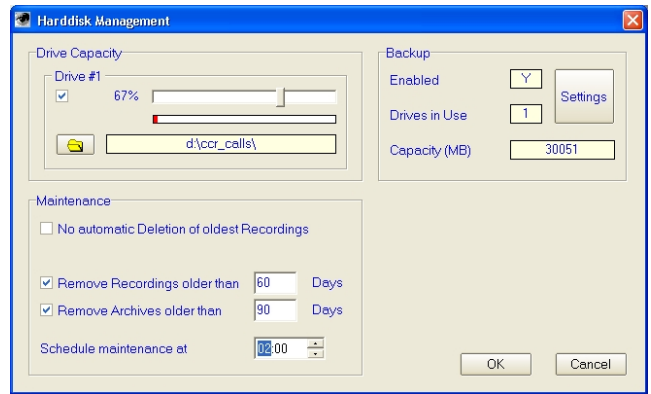 Harddisk Management
Drive Capacity
Drive #1
67%
d:\ccr_calls\
Backup
Enabled Y
Drives in Use 1
Settings
Capacity (MB) 30051
Maintenance
No automatic Deletion of oldest Recordings
Remove Recordings older than 60 Days
Remove Archives older than 90 Days
Schedule maintenance at 02:00
OK Cancel